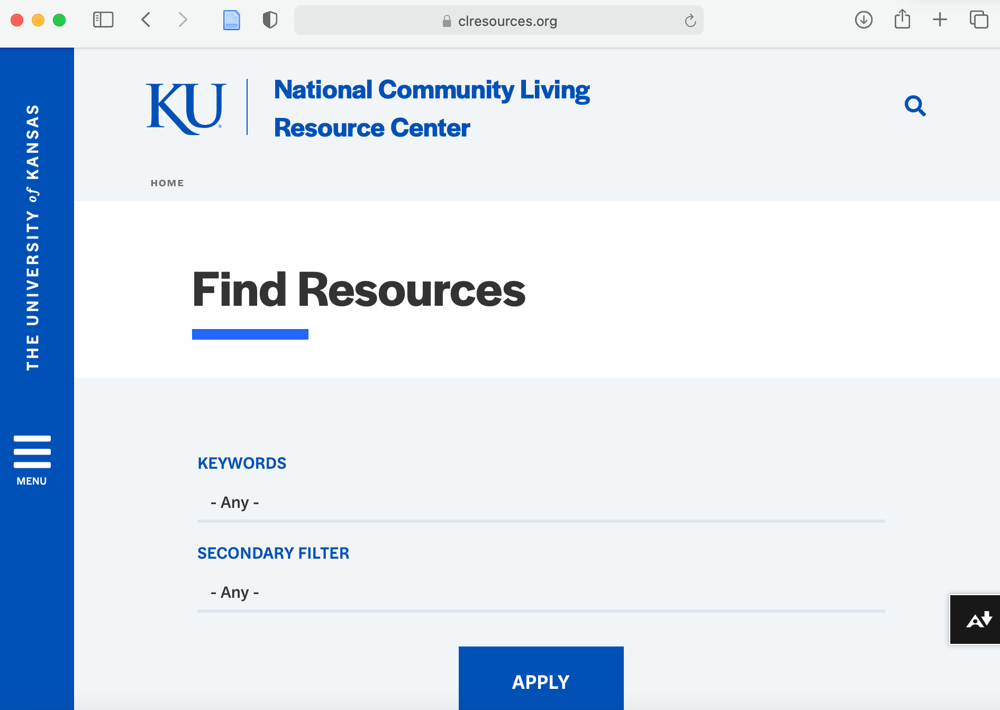 clresources.org
THE UNIVERSITY of KANSAS
MENU
KU
National Community Living
Resource Center
HOME
Find Resources
KEYWORDS
- Any -
SECONDARY FILTER
- Any -
APPLY